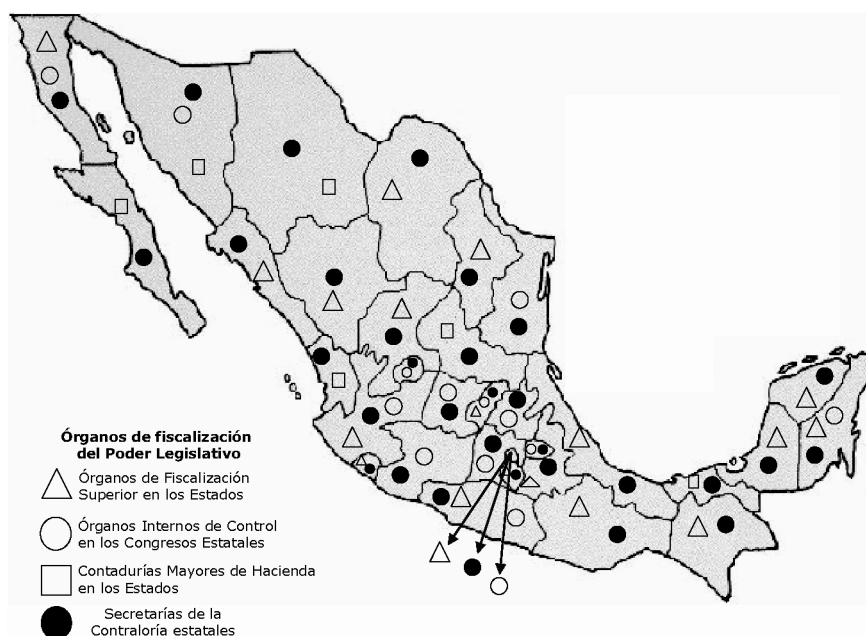 Órganos de fiscalización
del Poder Legislativo
Órganos de Fiscalización
Superior en los Estados
Órganos Internos de Control
en los Congresos Estatales
Contadurías Mayores de Hacienda
en los Estados
Secretarías de la
Contraloría estatales